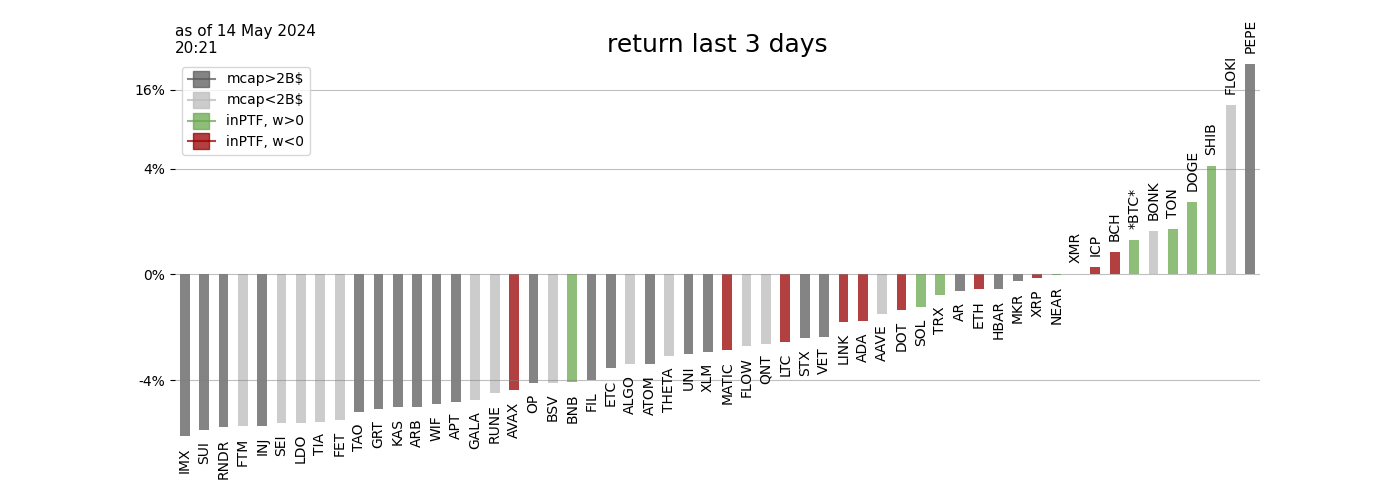 as of 14 May 2024
20:21
return last 3 days
mcap>2B$
mcap<2B$
inPTF, w>0
inPTF, w<0
16%
4%
0%
-4%
IMX
SUI
RNDR
FTM
INJ
SEI
LDO
TIA
FET
TAO
GRT
KAS
ARB
WIF
APT
GALA
RUNE
AVAX
OP
BSV
BNB
FIL
ETC
ALGO
ATOM
THETA
UNI
XLM
MATIC
FLOW
QNT
LTC
STX
VET
LINK
ADA
AAVE
DOT
SOL
TRX
AR
ETH
HBAR
MKR
XRP
NEAR
XMR
ICP
BCH
*BTC*
BONK
TON
DOGE
SHIB
FLOKI
PEPE